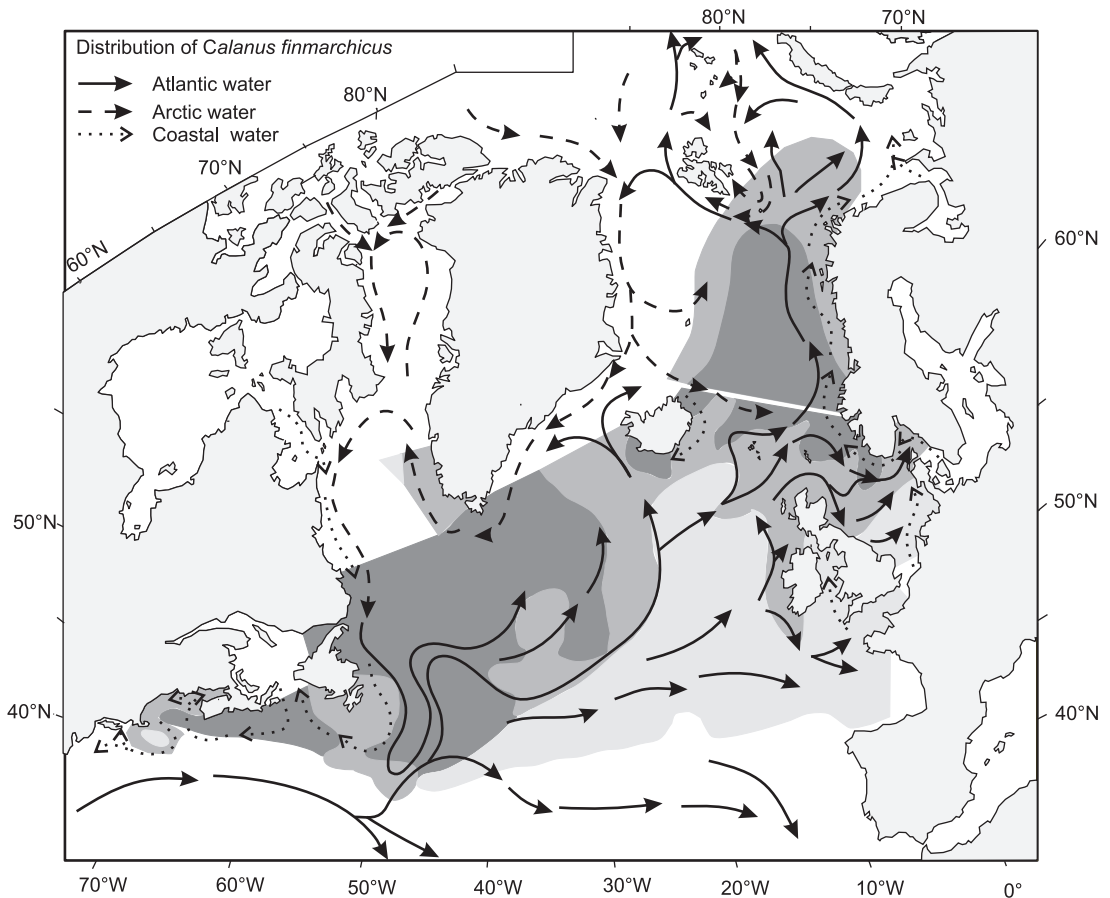 80°N 70°N
Distribution of Calanus finmarchicus
Atlantic water
Arctic water
Coastal water
80°N
70°N
60°N
60°N
50°N
50°N
40°N
40°N
70°W 60°W 50°W 40°W 30°W 20°W 10°W 0°